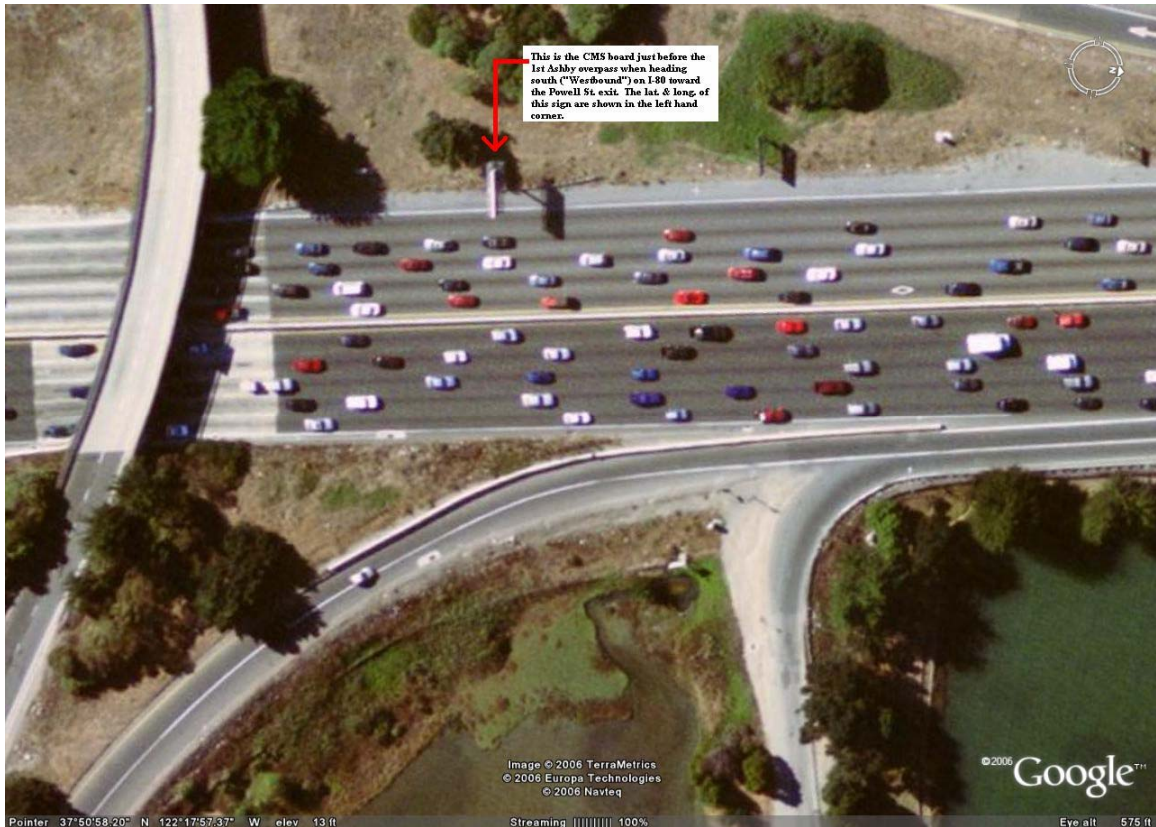 This is the CMS board just before the
1st Ashby overpass when heading
south ("Westbound") on I-80 toward
the Powell St. exit. The lat. & long. of
this sign are shown in the left hand
corner.
N
Image © 2006 TerraMetrics
© 2006 Europa Technologies
© 2006 Navteq
©2006 Google™
Pointer 37°50'58.20" N 122°17'57.37" W elev 13 ft Streaming |||||||||| 100% Eye alt 575 ft